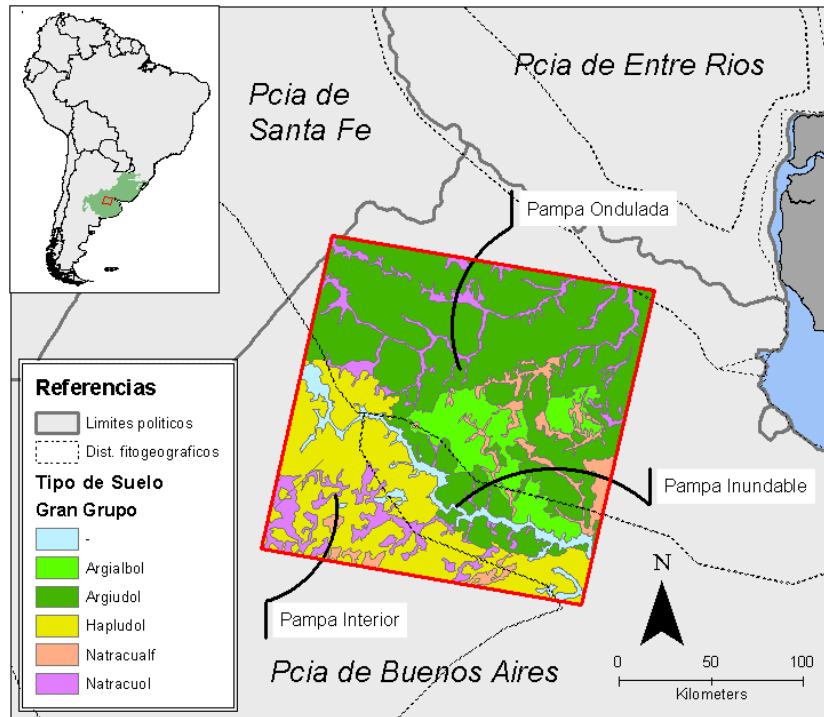 Pcia de Entre Rios
Pcia de
Santa Fe
Pampa Ondulada
Referencias
Limites politicos
Dist. fitogeograficos
Tipo de Suelo
Gran Grupo
-
Argialbol
Argiudol
Hapludol
Natracualf
Natracuol
Pampa Inundable
Pampa Interior
Pcia de Buenos Aires
N
0 50 100
Kilometers